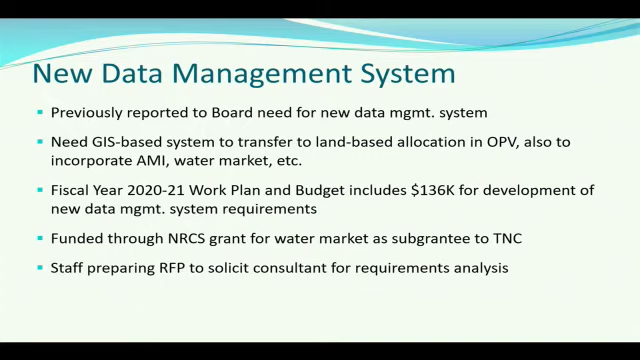 New Data Management System
Previously reported to Board need for new data mgmt. system
Need GIS-based system to transfer to land-based allocation in OPV, also to
incorporate AMI, water market, etc.
Fiscal Year 2020-21 Work Plan and Budget includes $136K for development of
new data mgmt. system requirements
Funded through NRCS grant for water market as subgrantee to TNC
Staff preparing RFP to solicit consultant for requirements analysis